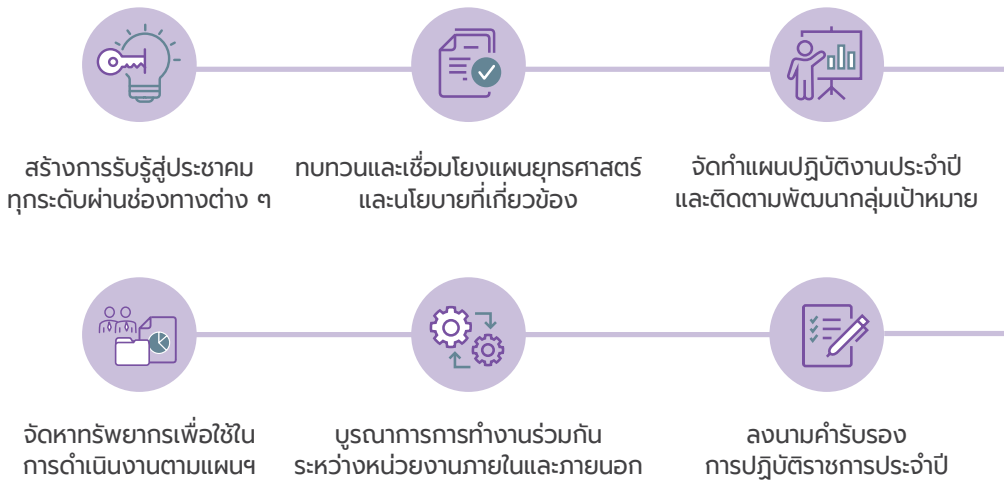 สร้างการรับรู้สู่ประชาคม
ทุกระดับผ่านช่องทางต่าง ๆ
ทบทวนและเชื่อมโยงแผนยุทธศาสตร์
และนโยบายที่เกี่ยวข้อง
จัดทำแผนปฏิบัติงานประจำปี
และติดตามพัฒนากลุ่มเป้าหมาย
จัดหาทรัพยากรเพื่อใช้ใน
การดำเนินงานตามแผนฯ
บูรณาการการทำงานร่วมกัน
ระหว่างหน่วยงานภายในและภายนอก
ลงนามคำรับรอง
การปฏิบัติราชการประจำปี